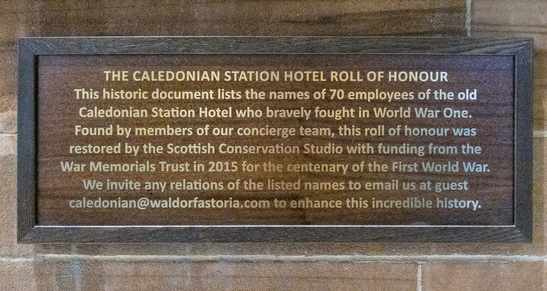 THE CALEDONIAN STATION HOTEL ROLL OF HONOUR
This historic document lists the names of 70 employees of the old
Caledonian Station Hotel who bravely fought in World War One.
Found by members of our concierge team, this roll of honour was
restored by the Scottish Conservation Studio with funding from the
War Memorials Trust in 2015 for the centenary of the First World War.
We invite any relations of the listed names to email us at guest
caledonian@waldorfastoria.com to enhance this incredible history.